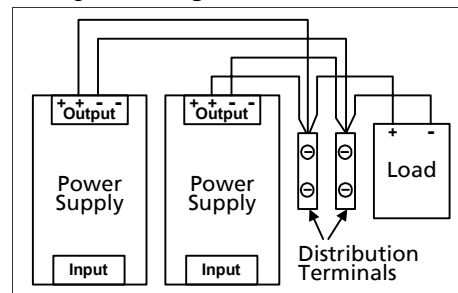 + + - -
Output
Power
Supply
Input
+ + - -
Output
Power
Supply
Input
+ -
Load
Distribution
Terminals